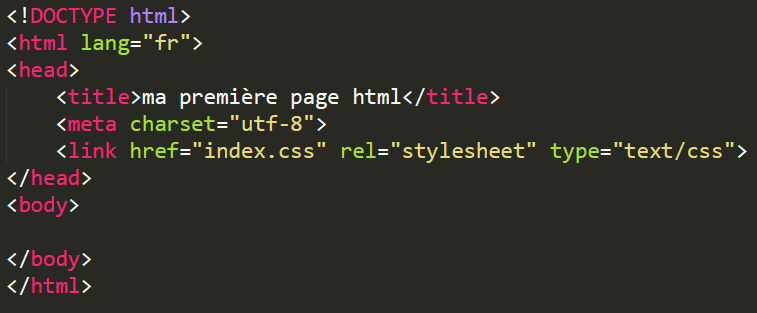 <!DOCTYPE html>
<html lang="fr">
<head>
    <title>ma première page html</title>
    <meta charset="utf-8">
    <link href="index.css" rel="stylesheet" type="text/css">
</head>
<body>

</body>
</html>